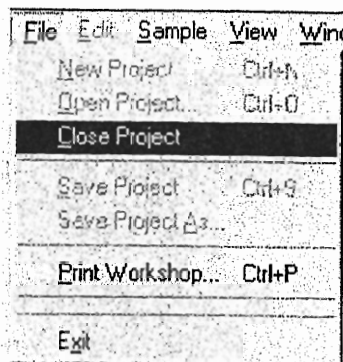 File Edit Sample View Wind
New Project Ctrl+N
Open Project... Ctrl+O
Close Project
Save Project Ctrl+S
Save Project As...
Print Workshop... Ctrl+P
Exit